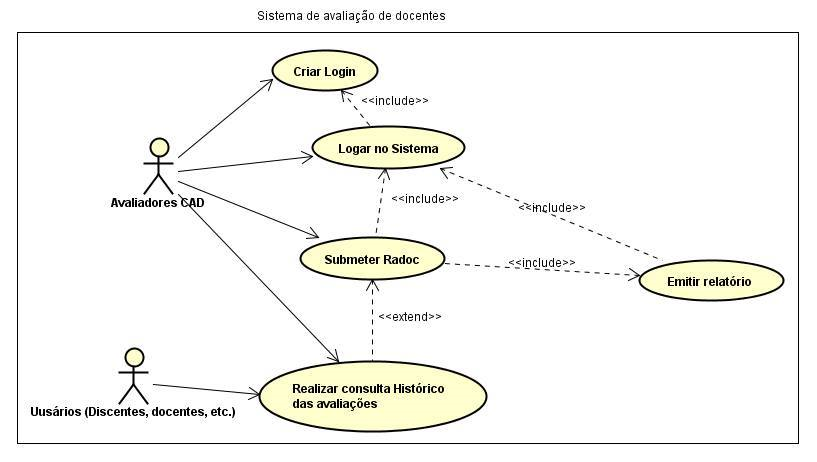 Sistema de avaliação de docentes
Criar Login
<<include>>
Logar no Sistema
Avaliadores CAD
<<include>>
<<include>>
Submeter Radoc
<<include>>
Emitir relatório
<<extend>>
Realizar consulta Histórico
das avaliações
Uusários (Discentes, docentes, etc.)